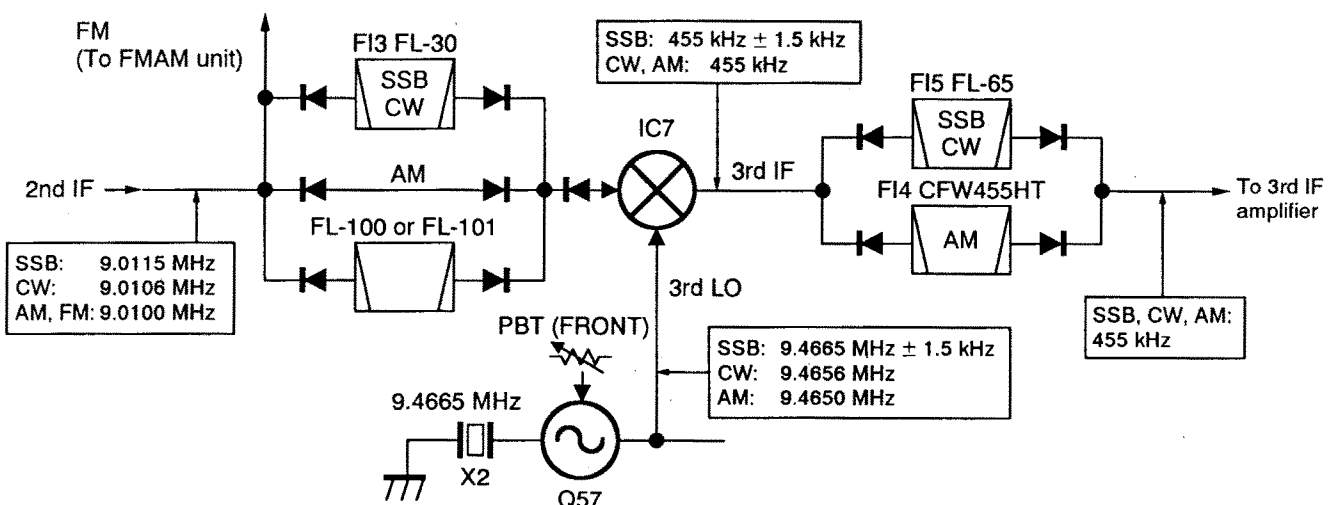 FM
(To FMAM unit)
FI3 FL-30
SSB
CW
AM
2nd IF
FL-100 or FL-101
SSB: 9.0115 MHz
CW: 9.0106 MHz
AM, FM: 9.0100 MHz
SSB: 455 kHz ± 1.5 kHz
CW, AM: 455 kHz
IC7
3rd IF
3rd LO
FI5 FL-65
SSB
CW
FI4 CFW455HT
AM
To 3rd IF
amplifier
SSB, CW, AM:
455 kHz
PBT (FRONT)
SSB: 9.4665 MHz ± 1.5 kHz
CW: 9.4656 MHz
AM: 9.4650 MHz
9.4665 MHz
X2
Q57